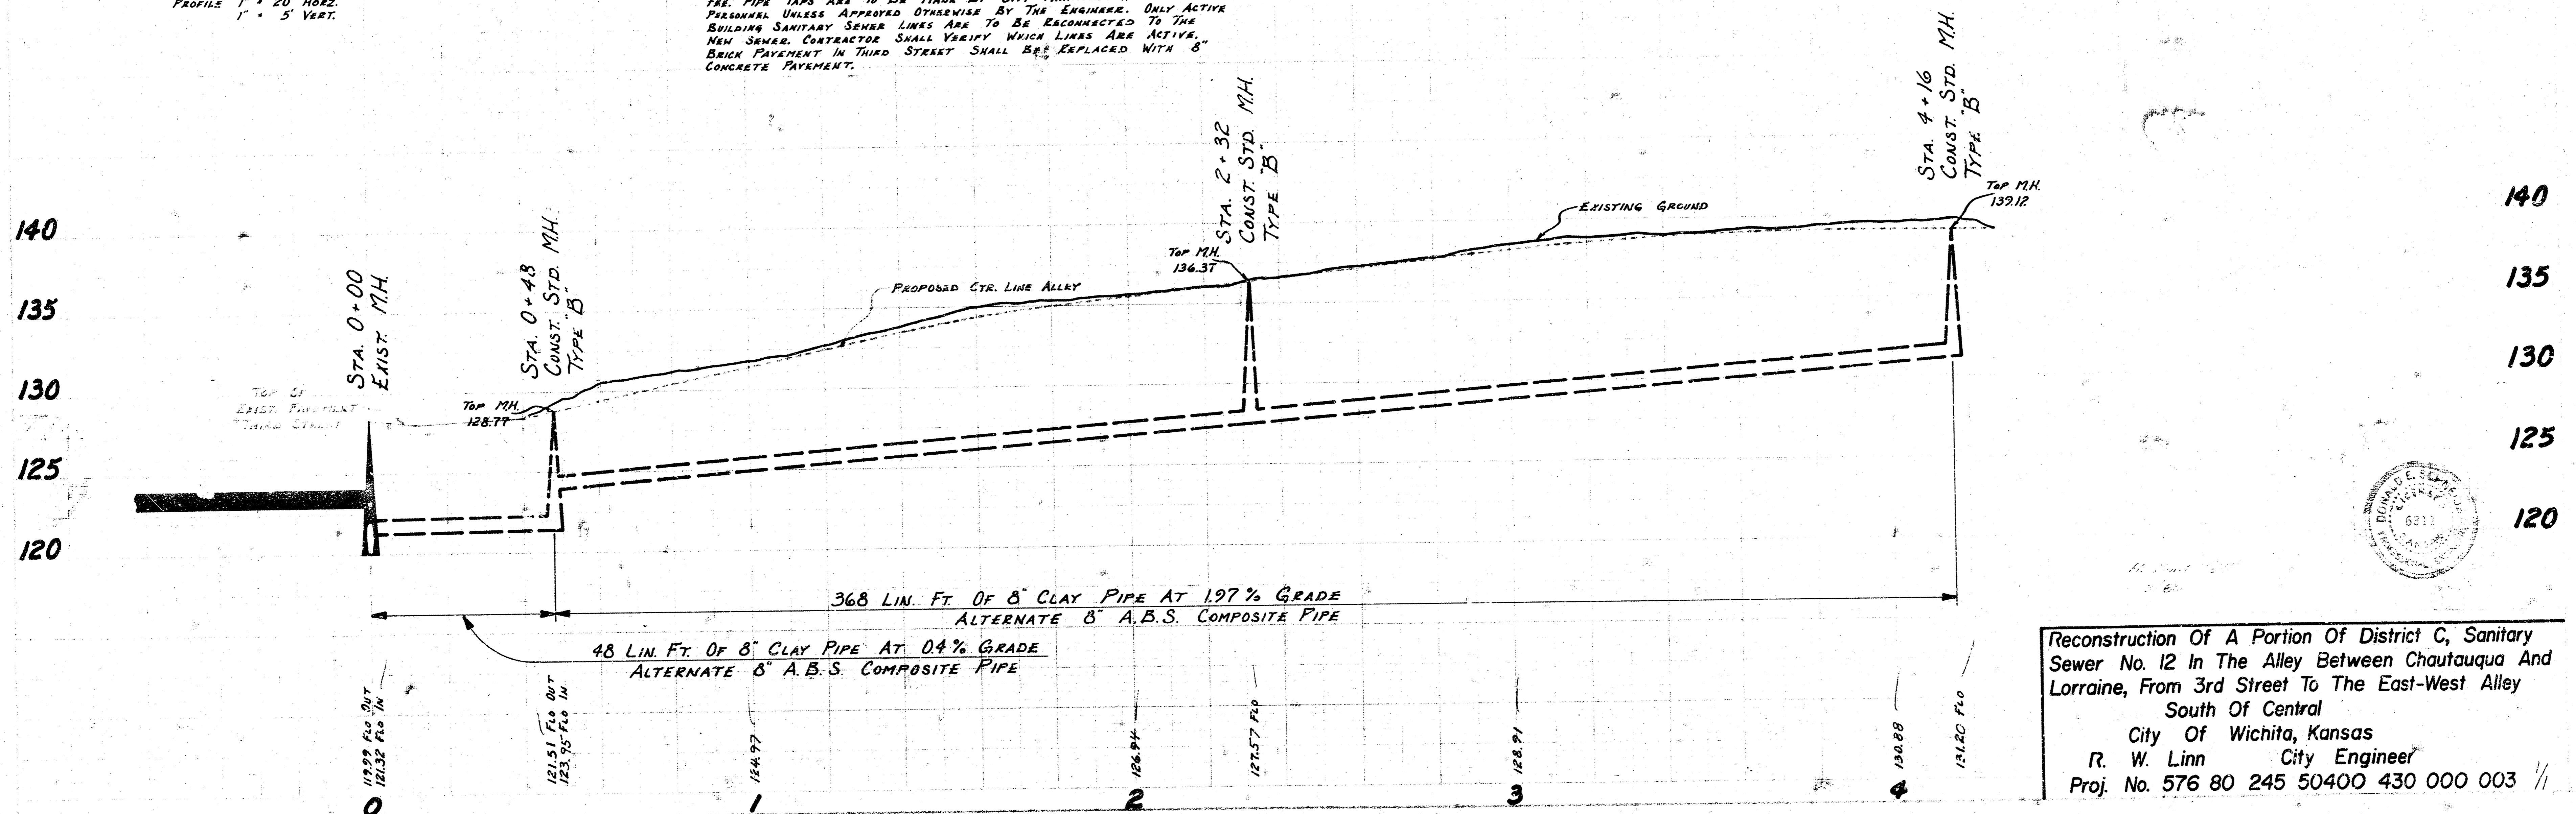 PROFILE 1" = 20' HORZ.
1" = 5' VERT.
PERSONNEL UNLESS APPROVED OTHERWISE BY THE ENGINEER. ONLY ACTIVE
BUILDING SANITARY SEWER LINES ARE TO BE RECONNECTED TO THE
NEW SEWER. CONTRACTOR SHALL VERIFY WHICH LINES ARE ACTIVE.
BRICK PAVEMENT IN THIRD STREET SHALL BE REPLACED WITH 8"
CONCRETE PAVEMENT.
STA. 0+00
EXIST. M.H.
STA. 0+48
CONST. STD. M.H.
TYPE "B"
STA. 2+32
CONST. STD. M.H.
TYPE "B"
STA. 4+16
CONST. STD. M.H.
TYPE "B"
TOP M.H.
128.77
TOP M.H.
136.37
TOP M.H.
139.12
PROPOSED CTR. LINE ALLEY
EXISTING GROUND
EXIST. PAVEMENT
THIRD STREET
140
135
130
125
120
140
135
130
125
120
368 LIN. FT. OF 8" CLAY PIPE AT 1.97% GRADE
ALTERNATE 8" A.B.S. COMPOSITE PIPE
48 LIN. FT. OF 8" CLAY PIPE AT 0.4% GRADE
ALTERNATE 8" A.B.S. COMPOSITE PIPE
119.99 FLO OUT
121.32 FLO IN
121.51 FLO OUT
123.95 FLO IN
124.97
126.94
127.57 FLO
128.91
130.88
131.20 FLO
0
1
2
3
4
DONALD E.
6311
Reconstruction Of A Portion Of District C, Sanitary
Sewer No. 12 In The Alley Between Chautauqua And
Lorraine, From 3rd Street To The East-West Alley
South Of Central
City Of Wichita, Kansas
R. W. Linn City Engineer
Proj. No. 576 80 245 50400 430 000 003 1/1